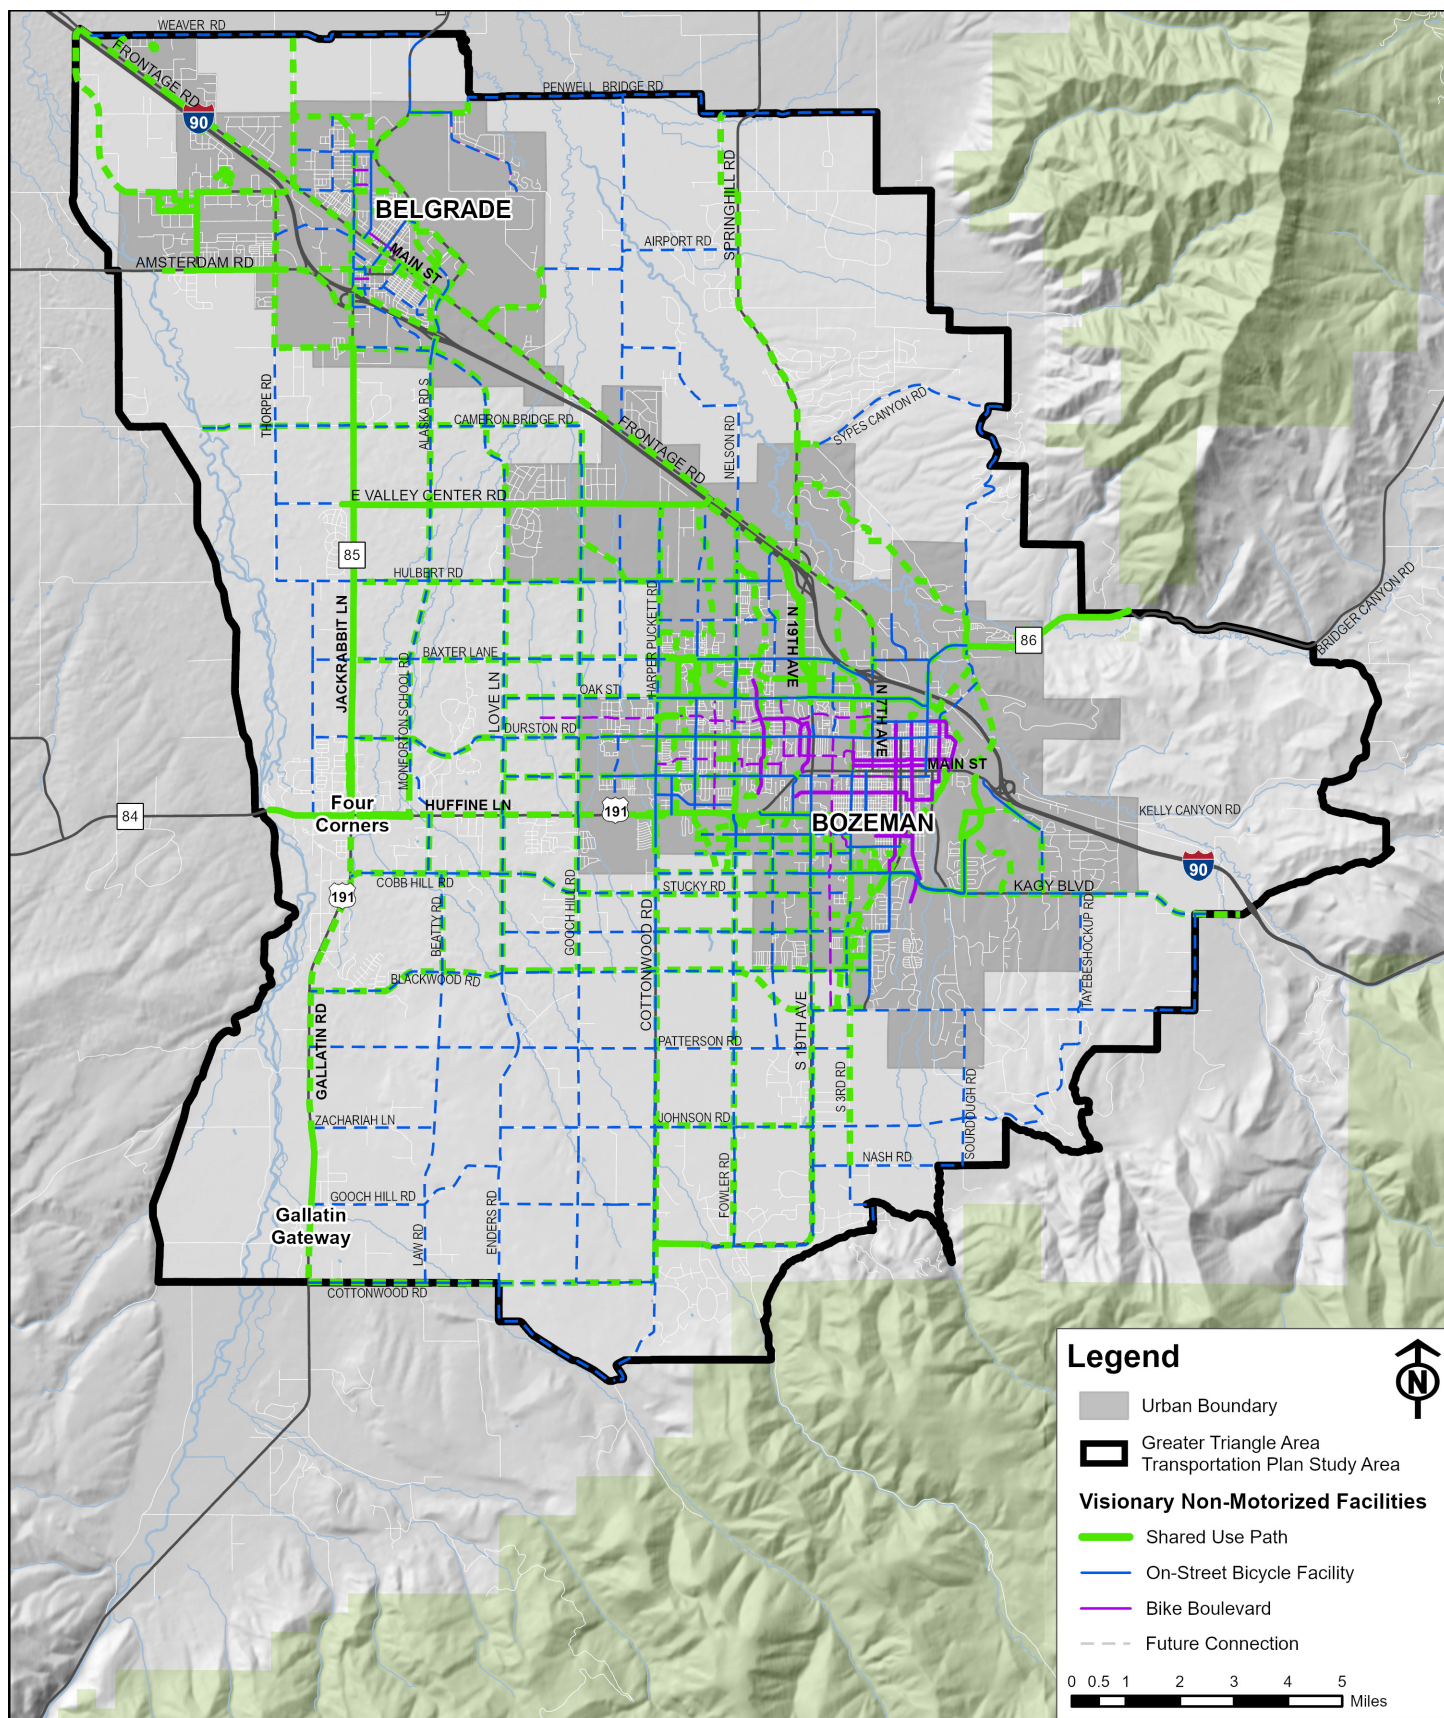 WEAVER RD
FRONTAGE RD
90
PENWELL BRIDGE RD
SPRINGHILL RD
BELGRADE
MAIN ST
AIRPORT RD
AMSTERDAM RD
THORPE RD
ALASKA RD S
CAMERON BRIDGE RD
FRONTAGE RD
NELSON RD
SYPES CANYON RD
E VALLEY CENTER RD
85
HULBERT RD
JACKRABBIT LN
MONFORTON SCHOOL RD
BAXTER LANE
LOVE LN
OAK ST
HARPER PUCKETT RD
N 19TH AVE
86
BRIDGER CANYON RD
DURSTON RD
N 7TH AVE
MAIN ST
Four
Corners
HUFFINE LN
191
84
BOZEMAN
KELLY CANYON RD
90
COBB HILL RD
191
STUCKY RD
KAGY BLVD
BEATTY RD
GOOCH HILL RD
COTTONWOOD RD
TAYEBESHOCKUP RD
BLACKWOOD RD
GALLATIN RD
S 19TH AVE
PATTERSON RD
S 3RD RD
SOURDOUGH RD
ZACHARIAH LN
JOHNSON RD
NASH RD
GOOCH HILL RD
FOWLER RD
Gallatin
Gateway
LAW RD
ENDERS RD
COTTONWOOD RD
Legend
N
Urban Boundary
Greater Triangle Area
Transportation Plan Study Area
Visionary Non-Motorized Facilities
Shared Use Path
On-Street Bicycle Facility
Bike Boulevard
Future Connection
0 0.5 1 2 3 4 5
Miles